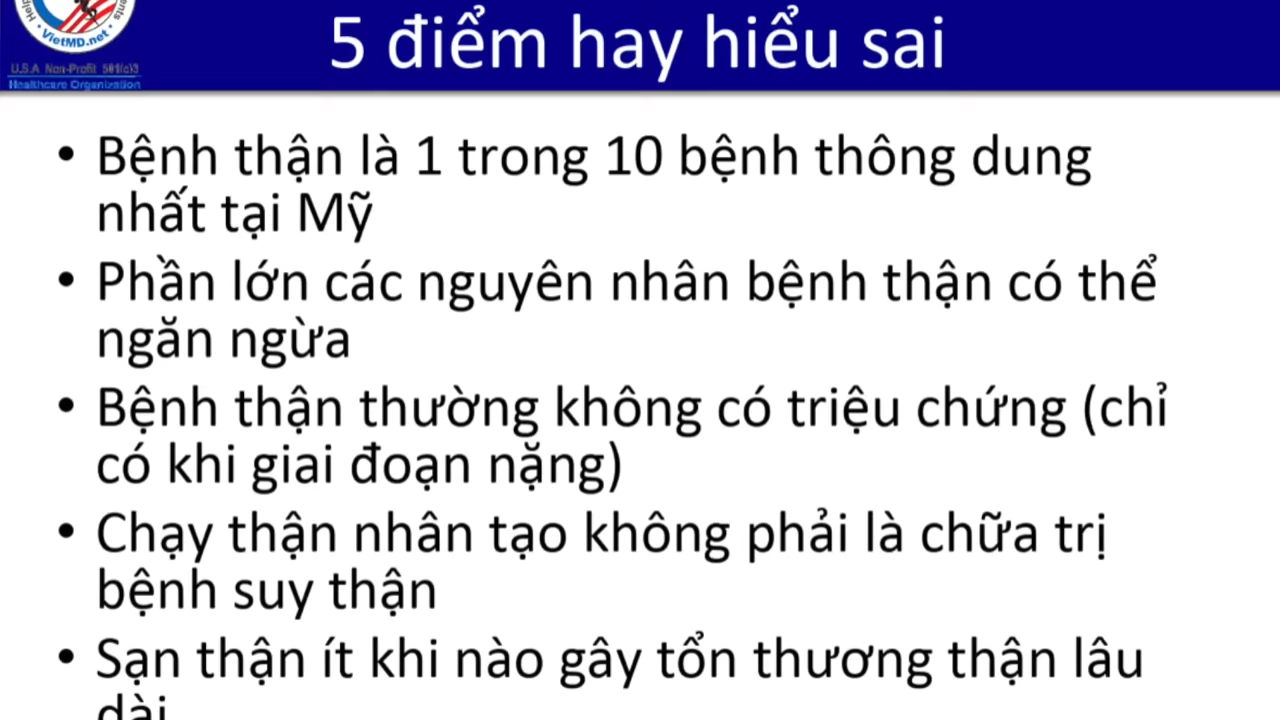 5 điểm hay hiểu sai
VietMD.net
U.S.A Non-Profit 501(c)3
Healthcare Organization
• Bệnh thận là 1 trong 10 bệnh thông dung
nhất tại Mỹ
• Phần lớn các nguyên nhân bệnh thận có thể
ngăn ngừa
• Bệnh thận thường không có triệu chứng (chỉ
có khi giai đoạn nặng)
• Chạy thận nhân tạo không phải là chữa trị
bệnh suy thận
• Sạn thận ít khi nào gây tổn thương thận lâu
dài